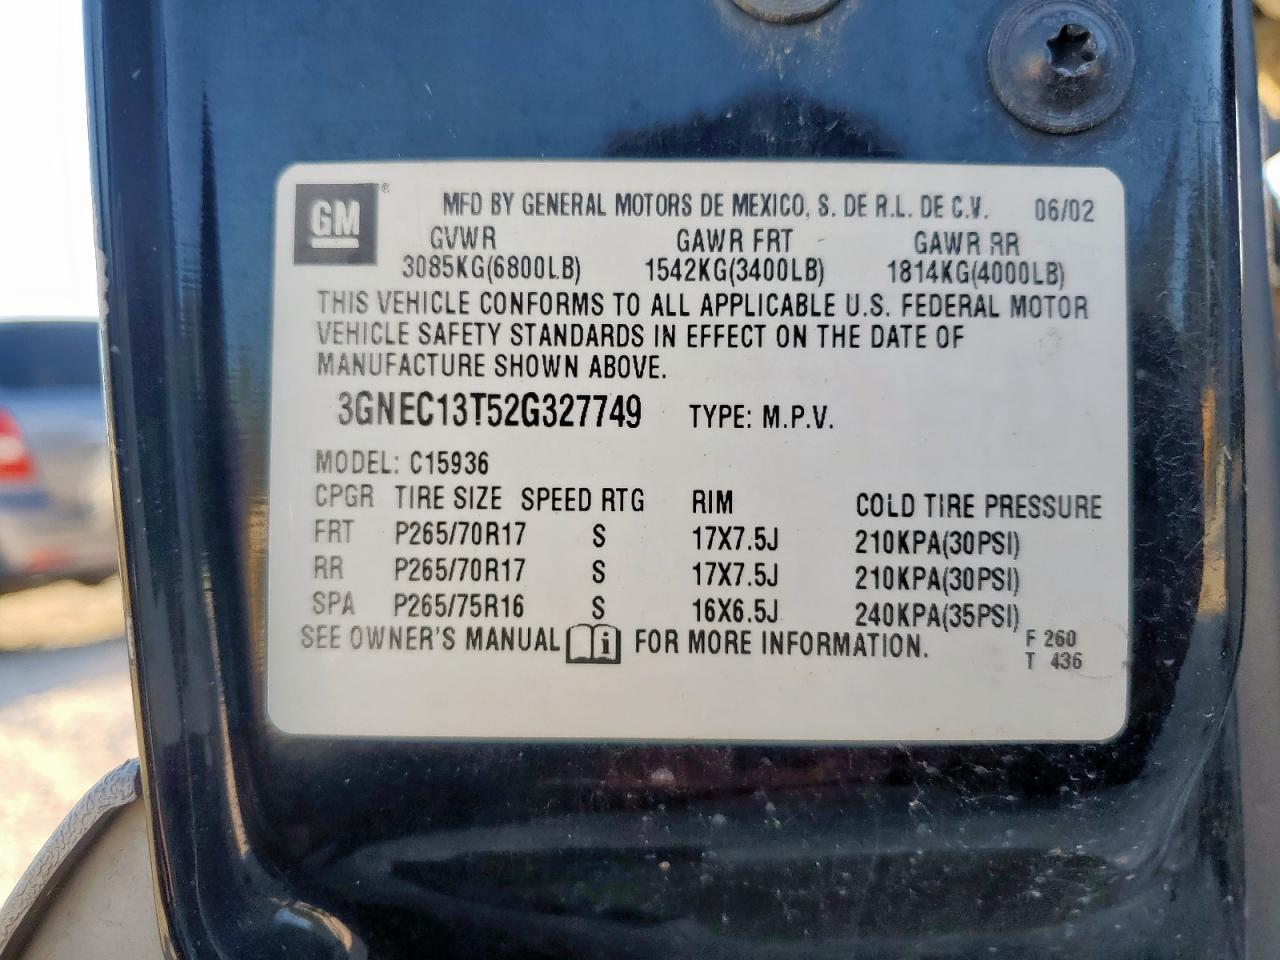 GM ® MFD BY GENERAL MOTORS DE MEXICO, S. DE R.L. DE C.V. 06/02
GVWR GAWR FRT GAWR RR
3085KG(6800LB) 1542KG(3400LB) 1814KG(4000LB)
THIS VEHICLE CONFORMS TO ALL APPLICABLE U.S. FEDERAL MOTOR
VEHICLE SAFETY STANDARDS IN EFFECT ON THE DATE OF
MANUFACTURE SHOWN ABOVE.
3GNEC13T52G327749 TYPE: M.P.V.
MODEL: C15936
CPGR TIRE SIZE SPEED RTG RIM COLD TIRE PRESSURE
FRT P265/70R17 S 17X7.5J 210KPA(30PSI)
RR P265/70R17 S 17X7.5J 210KPA(30PSI)
SPA P265/75R16 S 16X6.5J 240KPA(35PSI)
SEE OWNER'S MANUAL i FOR MORE INFORMATION. F 260
T 436